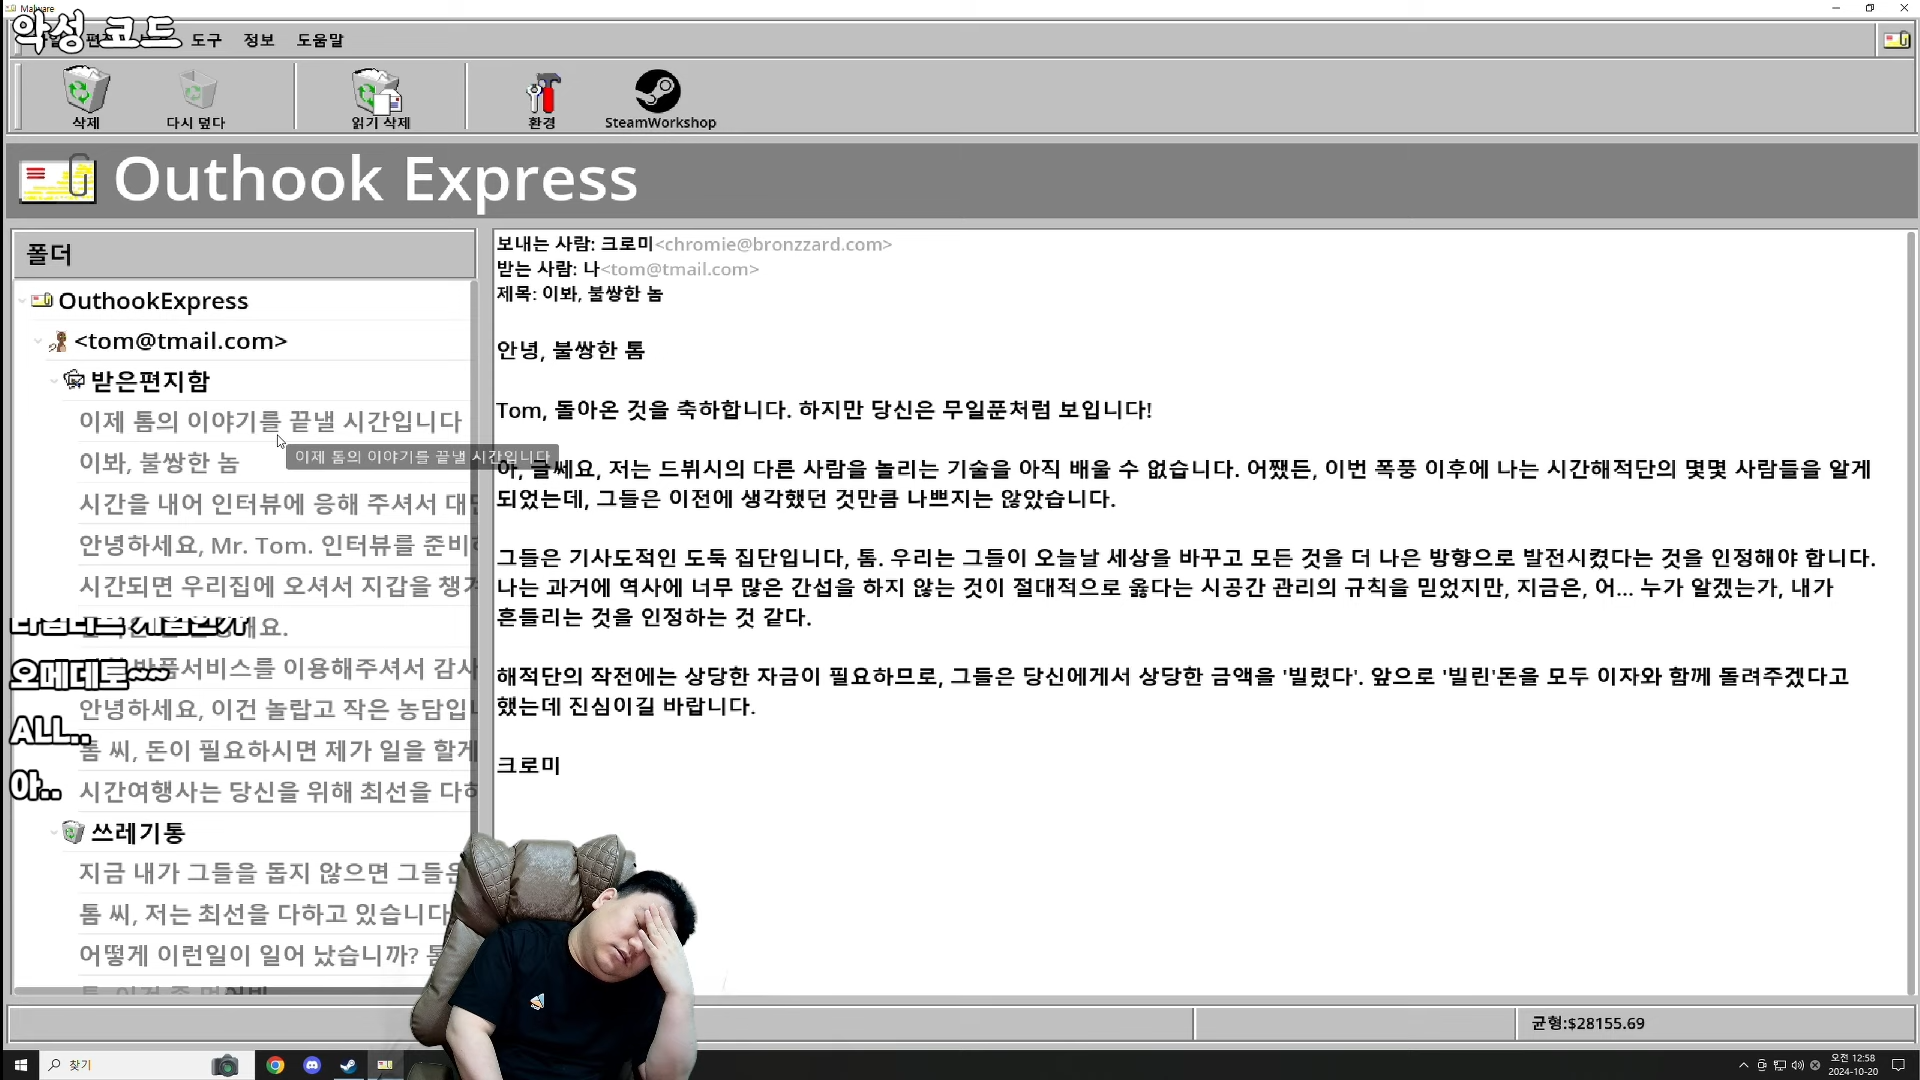 Malware
악성 코드
도구 정보 도움말
삭제
다시 덮다
읽기 삭제
환경
SteamWorkshop
Outhook Express
폴더
OuthookExpress
<tom@tmail.com>
받은편지함
이제 톰의 이야기를 끝낼 시간입니다
이제 톰의 이야기를 끝낼 시간입니다
이봐, 불쌍한 놈
시간을 내어 인터뷰에 응해 주셔서 대단
안녕하세요, Mr. Tom. 인터뷰를 준비하
시간되면 우리집에 오셔서 지갑을 챙겨
요.
반품서비스를 이용해주셔서 감사
오메데토~~
안녕하세요, 이건 놀랍고 작은 농담입니
ALL..
톰 씨, 돈이 필요하시면 제가 일을 할게
아..
시간여행사는 당신을 위해 최선을 다하
쓰레기통
지금 내가 그들을 돕지 않으면 그들은
톰 씨, 저는 최선을 다하고 있습니다
어떻게 이런일이 일어 났습니까? 톰
보내는 사람: 크로미<chromie@bronzzard.com>
받는 사람: 나<tom@tmail.com>
제목: 이봐, 불쌍한 놈
안녕, 불쌍한 톰
Tom, 돌아온 것을 축하합니다. 하지만 당신은 무일푼처럼 보입니다!
아, 글쎄요, 저는 드뷔시의 다른 사람을 놀리는 기술을 아직 배울 수 없습니다. 어쨌든, 이번 폭풍 이후에 나는 시간해적단의 몇몇 사람들을 알게
되었는데, 그들은 이전에 생각했던 것만큼 나쁘지는 않았습니다.
그들은 기사도적인 도둑 집단입니다, 톰. 우리는 그들이 오늘날 세상을 바꾸고 모든 것을 더 나은 방향으로 발전시켰다는 것을 인정해야 합니다.
나는 과거에 역사에 너무 많은 간섭을 하지 않는 것이 절대적으로 옳다는 시공간 관리의 규칙을 믿었지만, 지금은, 어... 누가 알겠는가, 내가
흔들리는 것을 인정하는 것 같다.
해적단의 작전에는 상당한 자금이 필요하므로, 그들은 당신에게서 상당한 금액을 '빌렸다'. 앞으로 '빌린'돈을 모두 이자와 함께 돌려주겠다고
했는데 진심이길 바랍니다.
크로미
균형:$28155.69
찾기
오전 12:58
2024-10-20